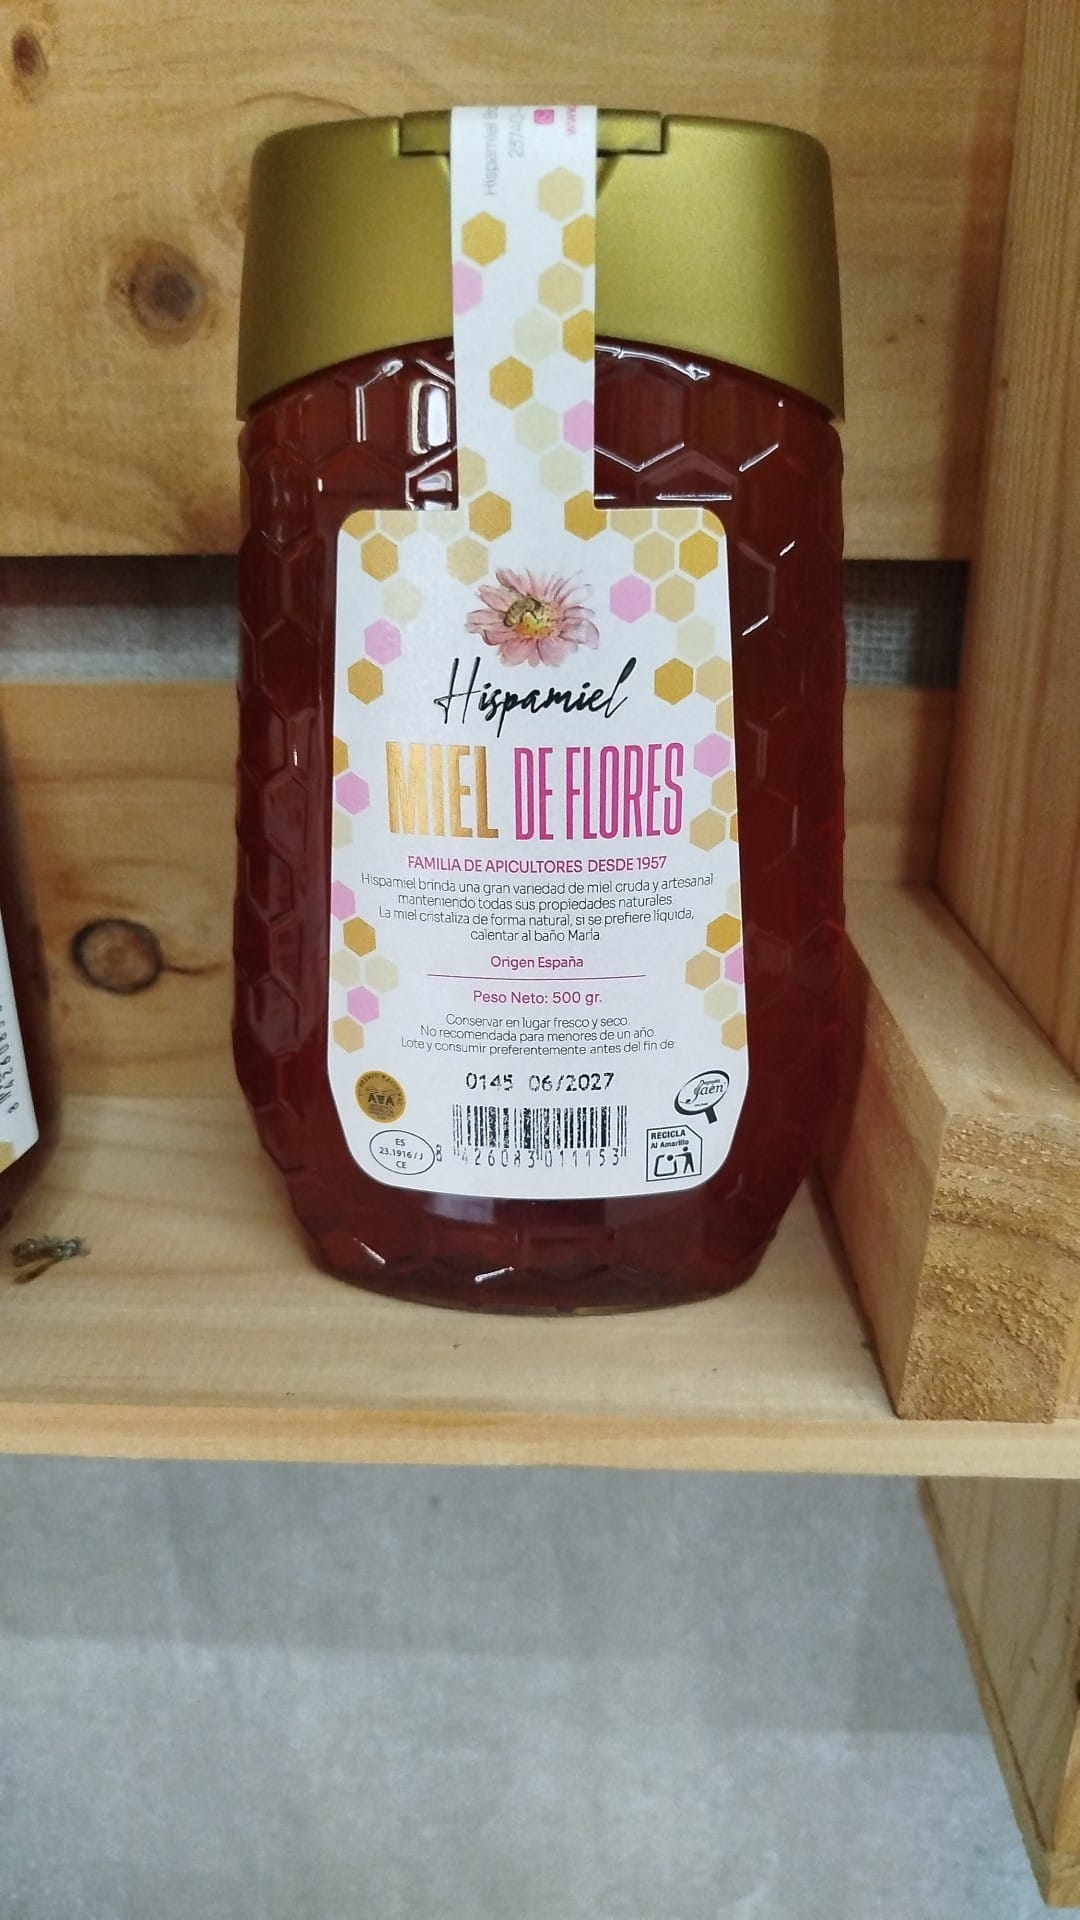 Hispamiel
23740
www.
Hispamiel
MIEL DE FLORES
FAMILIA DE APICULTORES DESDE 1957
Hispamiel brinda una gran variedad de miel cruda y artesanal
manteniendo todas sus propiedades naturales.
La miel cristaliza de forma natural, si se prefiere líquida,
calentar al baño María.
Origen España
Peso Neto: 500 gr.
Conservar en lugar fresco y seco.
No recomendada para menores de un año.
Lote y consumir preferentemente antes del fin de:
0145 06/2027
Jaén
RECICLA
Al Amarillo
ES
23.1916/J
CE
8 426083 011153